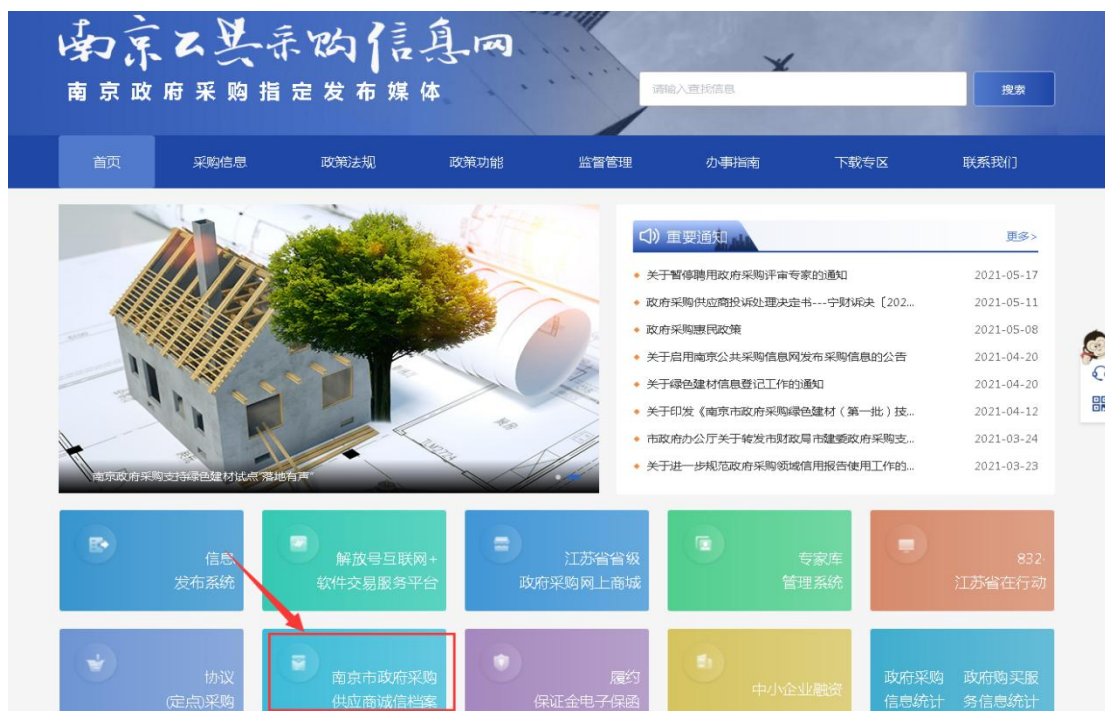 南京公共采购信息网
南京政府采购指定发布媒体
请输入查找信息
搜索
首页
采购信息
政策法规
政策功能
监督管理
办事指南
下载专区
联系我们
重要通知
更多>
关于暂停聘用政府采购评审专家的通知 2021-05-17
政府采购供应商投诉处理决定书---宁财诉决［202... 2021-05-11
政府采购惠民政策 2021-05-08
关于启用南京公共采购信息网发布采购信息的公告 2021-04-20
关于绿色建材信息登记工作的通知 2021-04-20
关于印发《南京市政府采购绿色建材（第一批）技... 2021-04-12
市政府办公厅关于转发市财政局市建委政府采购支... 2021-03-24
关于进一步规范政府采购领域信用报告使用工作的... 2021-03-23
南京政府采购支持绿色建材试点“落地有声”
信息
发布系统
解放号互联网+
软件交易服务平台
江苏省省级
政府采购网上商城
专家库
管理系统
832·
江苏省在行动
协议
(定点)采购
南京市政府采购
供应商诚信档案
履约
保证金电子保函
中小企业融资
政府采购
信息统计
政府购买服
务信息统计